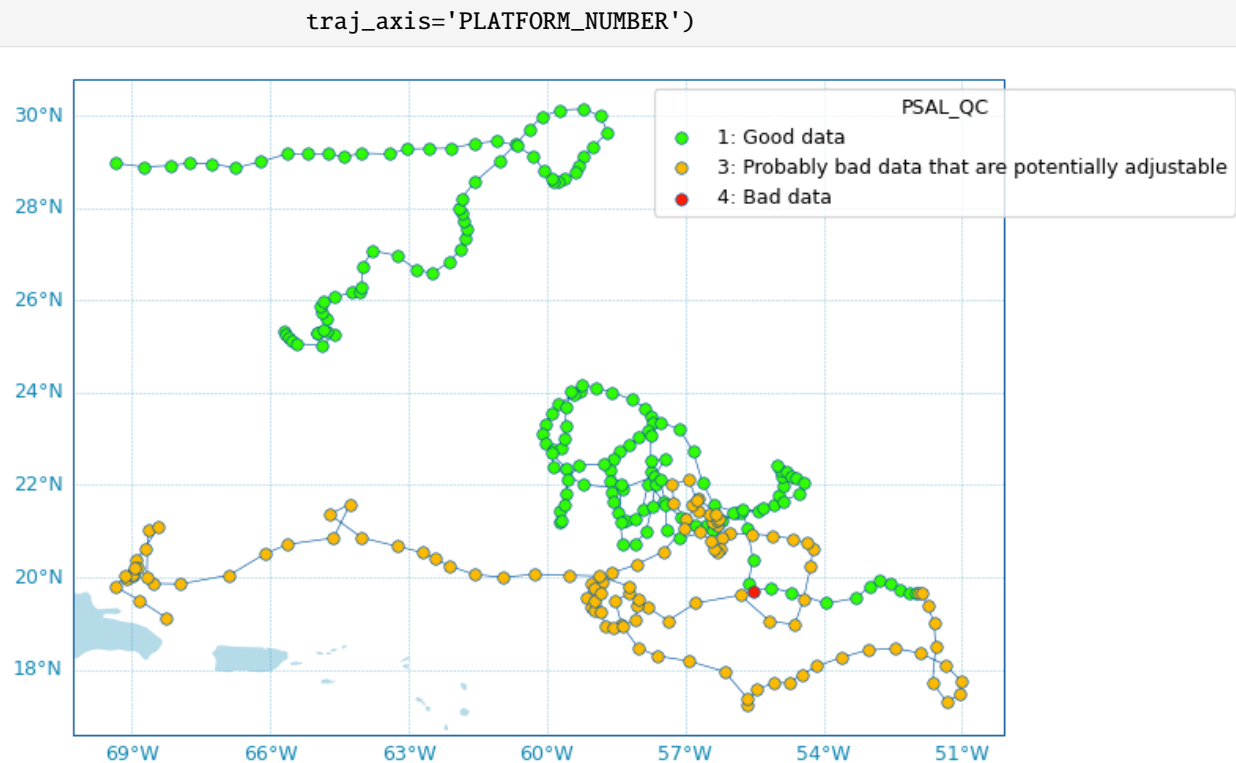 traj_axis='PLATFORM_NUMBER')
PSAL_QC
1: Good data
3: Probably bad data that are potentially adjustable
4: Bad data
30°N
28°N
26°N
24°N
22°N
20°N
18°N
69°W 66°W 63°W 60°W 57°W 54°W 51°W